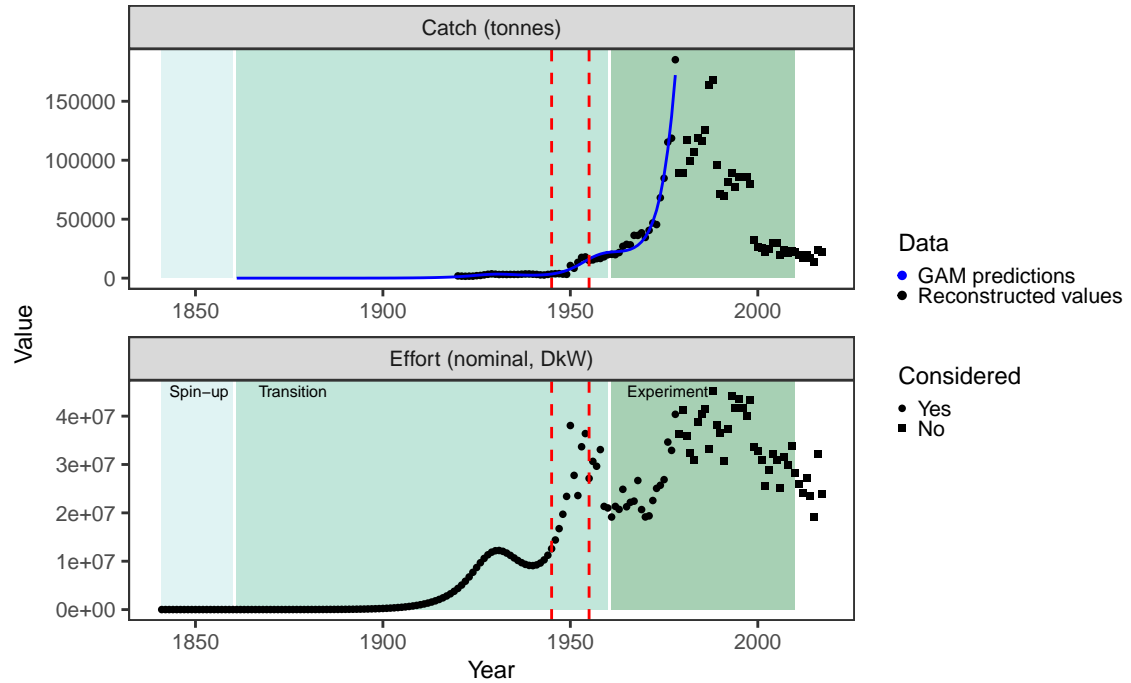 Catch (tonnes)
150000
100000
50000
0
1850 1900 1950 2000
Value
Effort (nominal, DkW)
Spin-up Transition Experiment
4e+07
3e+07
2e+07
1e+07
0e+00
1850 1900 1950 2000
Year
Data
GAM predictions
Reconstructed values
Considered
Yes
No